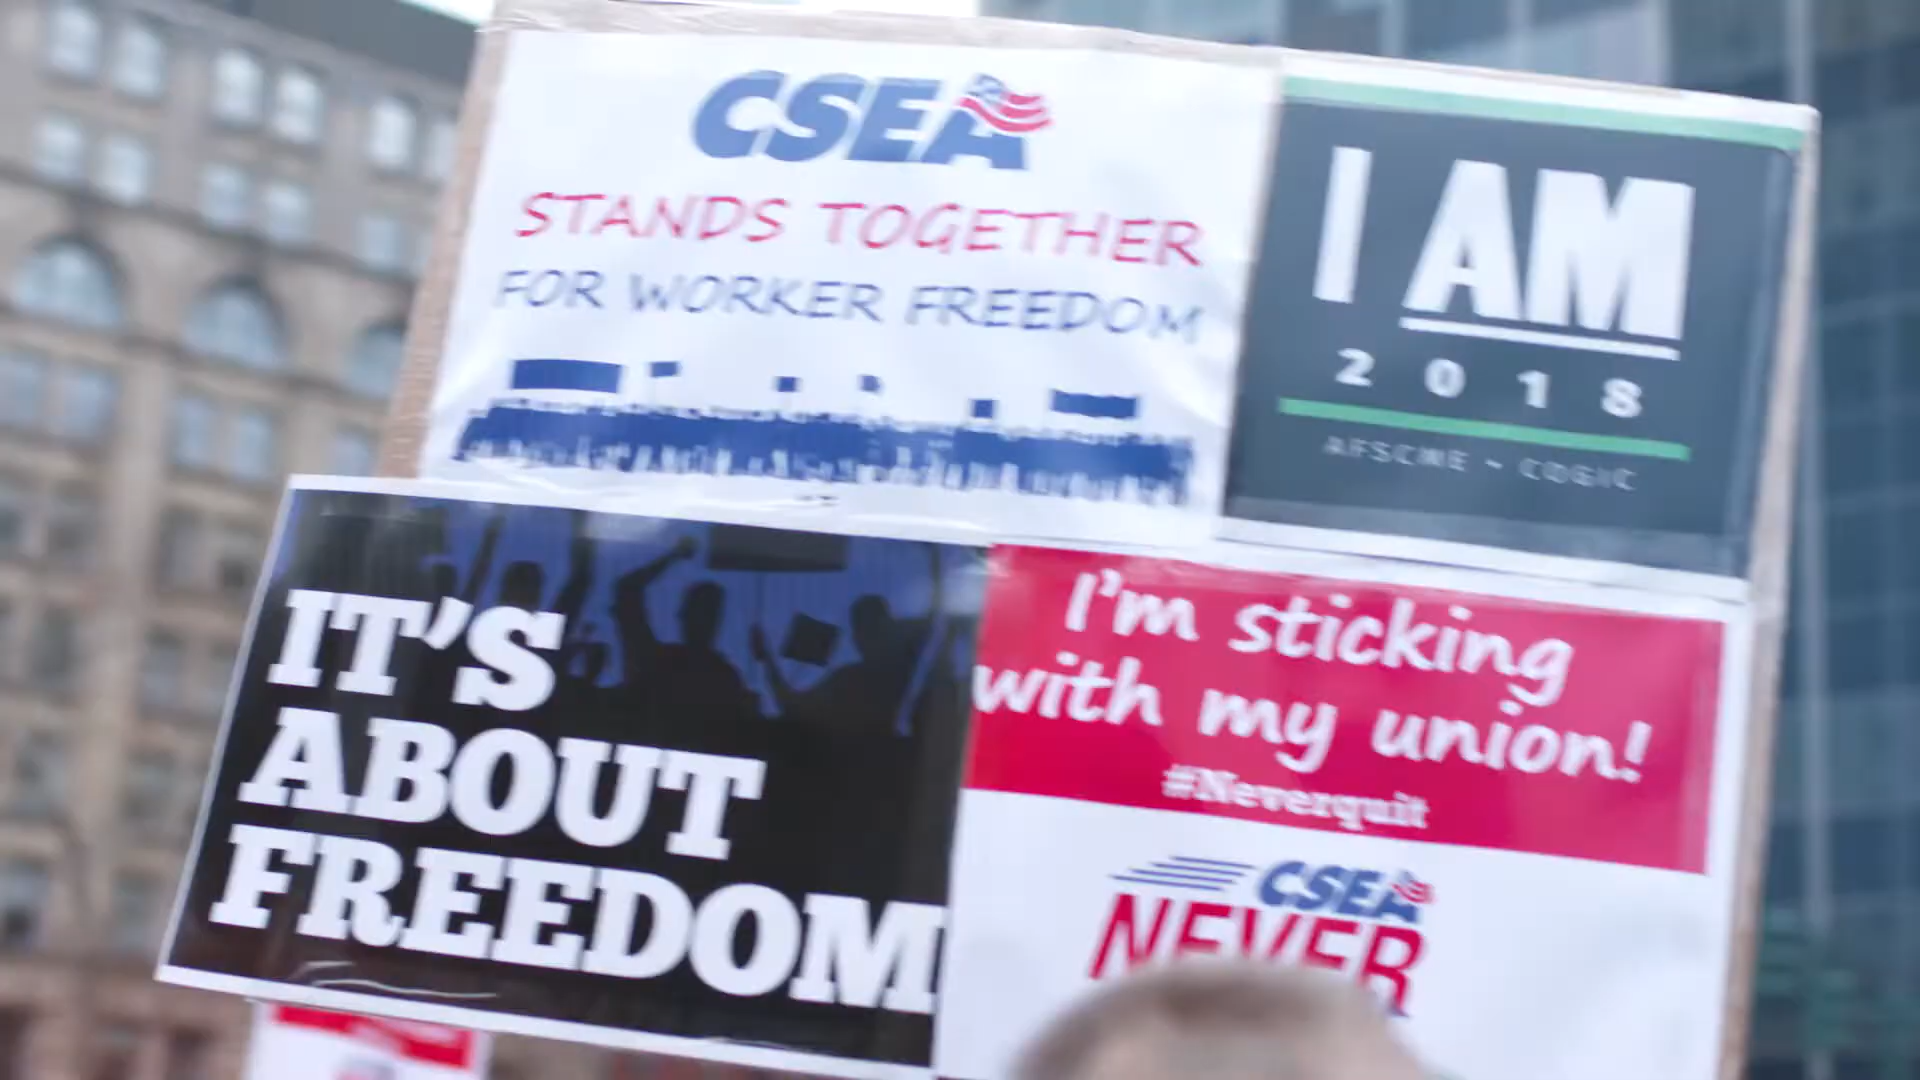 CSEA
STANDS TOGETHER
FOR WORKER FREEDOM
I AM
2018
AFSCME • COGIC
IT'S
ABOUT
FREEDOM
I'm sticking
with my union!
#Neverquit
CSEA
NEVER